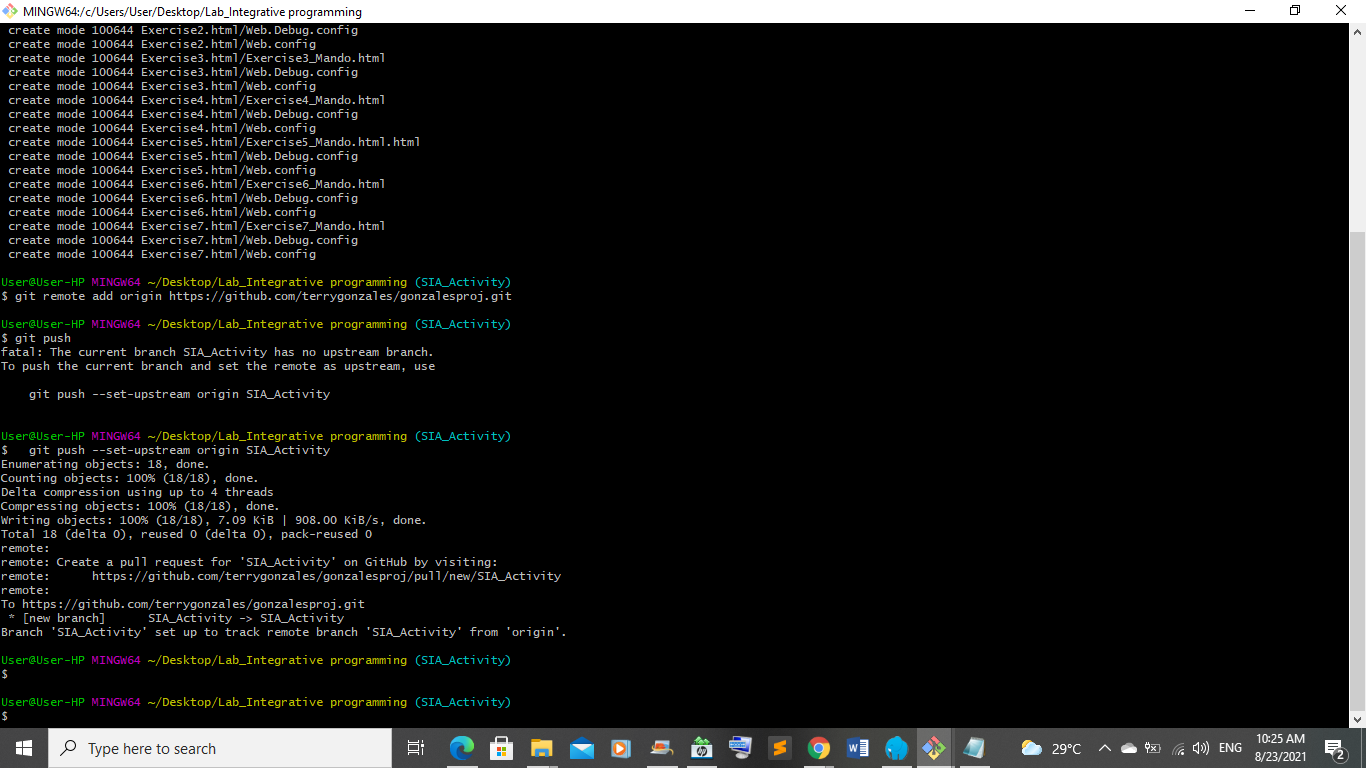 MINGW64:/c/Users/User/Desktop/Lab_Integrative programming
create mode 100644 Exercise2.html/Web.Debug.config
create mode 100644 Exercise2.html/Web.config
create mode 100644 Exercise3.html/Exercise3_Mando.html
create mode 100644 Exercise3.html/Web.Debug.config
create mode 100644 Exercise3.html/Web.config
create mode 100644 Exercise4.html/Exercise4_Mando.html
create mode 100644 Exercise4.html/Web.Debug.config
create mode 100644 Exercise4.html/Web.config
create mode 100644 Exercise5.html/Exercise5_Mando.html.html
create mode 100644 Exercise5.html/Web.Debug.config
create mode 100644 Exercise5.html/Web.config
create mode 100644 Exercise6.html/Exercise6_Mando.html
create mode 100644 Exercise6.html/Web.Debug.config
create mode 100644 Exercise6.html/Web.config
create mode 100644 Exercise7.html/Exercise7_Mando.html
create mode 100644 Exercise7.html/Web.Debug.config
create mode 100644 Exercise7.html/Web.config
User@User-HP MINGW64 ~/Desktop/Lab_Integrative programming (SIA_Activity)
$ git remote add origin https://github.com/terrygonzales/gonzalesproj.git
User@User-HP MINGW64 ~/Desktop/Lab_Integrative programming (SIA_Activity)
$ git push
fatal: The current branch SIA_Activity has no upstream branch.
To push the current branch and set the remote as upstream, use
git push --set-upstream origin SIA_Activity
User@User-HP MINGW64 ~/Desktop/Lab_Integrative programming (SIA_Activity)
$   git push --set-upstream origin SIA_Activity
Enumerating objects: 18, done.
Counting objects: 100% (18/18), done.
Delta compression using up to 4 threads
Compressing objects: 100% (18/18), done.
Writing objects: 100% (18/18), 7.09 KiB | 908.00 KiB/s, done.
Total 18 (delta 0), reused 0 (delta 0), pack-reused 0
remote:
remote: Create a pull request for 'SIA_Activity' on GitHub by visiting:
remote:      https://github.com/terrygonzales/gonzalesproj/pull/new/SIA_Activity
remote:
To https://github.com/terrygonzales/gonzalesproj.git
* [new branch]      SIA_Activity -> SIA_Activity
Branch 'SIA_Activity' set up to track remote branch 'SIA_Activity' from 'origin'.
User@User-HP MINGW64 ~/Desktop/Lab_Integrative programming (SIA_Activity)
$
User@User-HP MINGW64 ~/Desktop/Lab_Integrative programming (SIA_Activity)
$
Type here to search
29°C
ENG
10:25 AM
8/23/2021
2